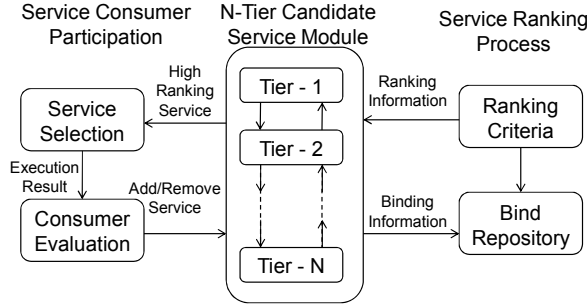 Service Consumer
Participation
N-Tier Candidate
Service Module
Service Ranking
Process
High
Ranking
Service
Tier - 1
Ranking
Information
Service
Selection
Tier - 2
Ranking
Criteria
Execution
Result
Add/Remove
Service
Consumer
Evaluation
Binding
Information
Bind
Repository
Tier - N